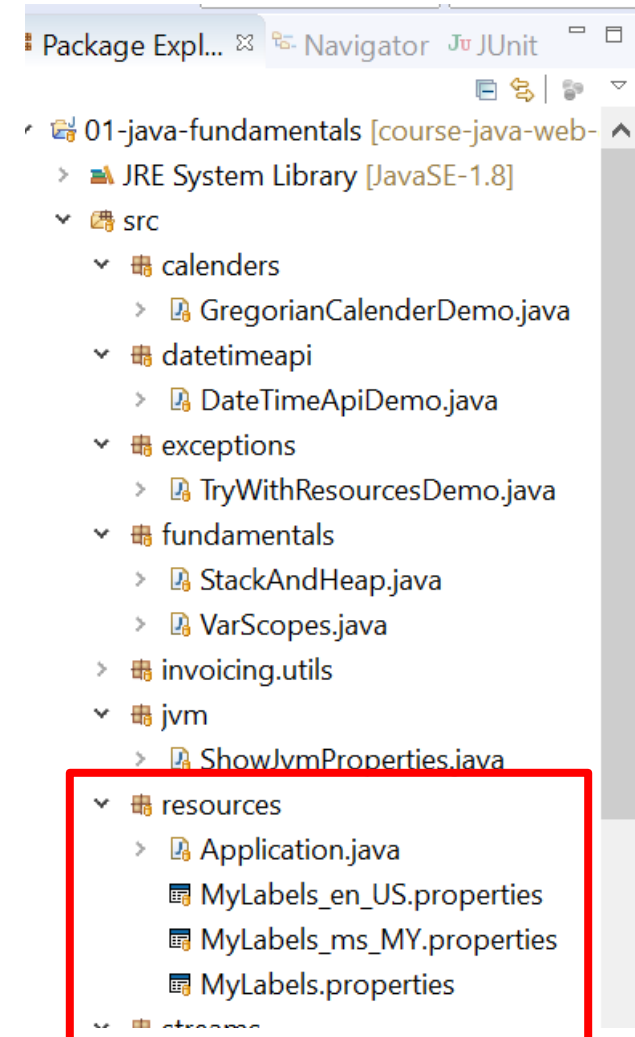 Package Expl... Navigator JUnit
01-java-fundamentals [course-java-web-
JRE System Library [JavaSE-1.8]
src
calenders
GregorianCalenderDemo.java
datetimeapi
DateTimeApiDemo.java
exceptions
TryWithResourcesDemo.java
fundamentals
StackAndHeap.java
VarScopes.java
invoicing.utils
jvm
ShowJvmProperties.java
resources
Application.java
MyLabels_en_US.properties
MyLabels_ms_MY.properties
MyLabels.properties
streams